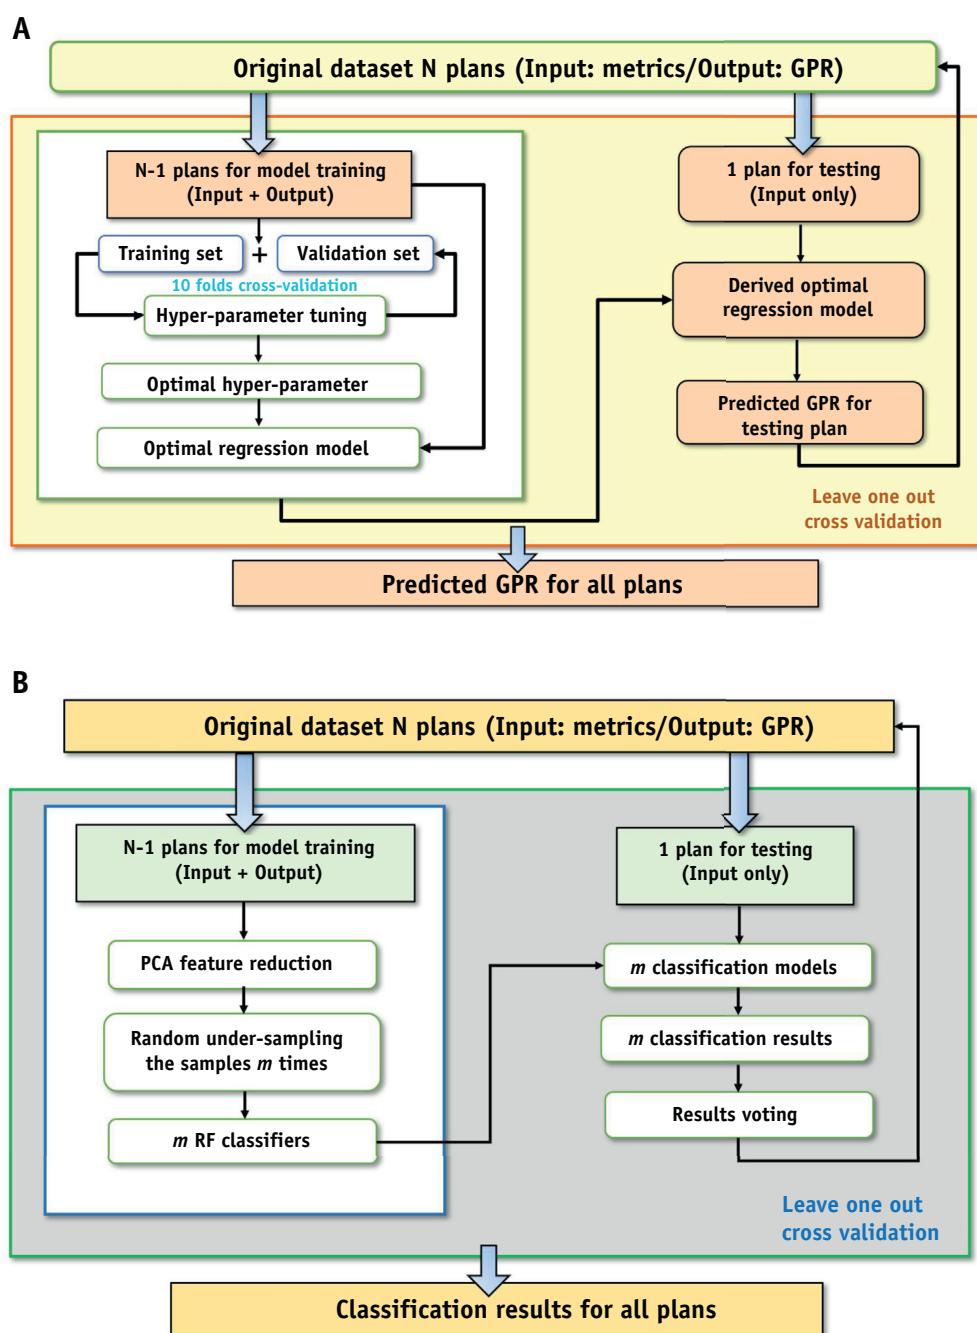 A
Original dataset N plans (Input: metrics/Output: GPR)
N-1 plans for model training
(Input + Output)
Training set
+
Validation set
10 folds cross-validation
Hyper-parameter tuning
Optimal hyper-parameter
Optimal regression model
1 plan for testing
(Input only)
Derived optimal
regression model
Predicted GPR for
testing plan
Leave one out
cross validation
Predicted GPR for all plans
B
Original dataset N plans (Input: metrics/Output: GPR)
N-1 plans for model training
(Input + Output)
PCA feature reduction
Random under-sampling
the samples m times
m RF classifiers
1 plan for testing
(Input only)
m classification models
m classification results
Results voting
Leave one out
cross validation
Classification results for all plans